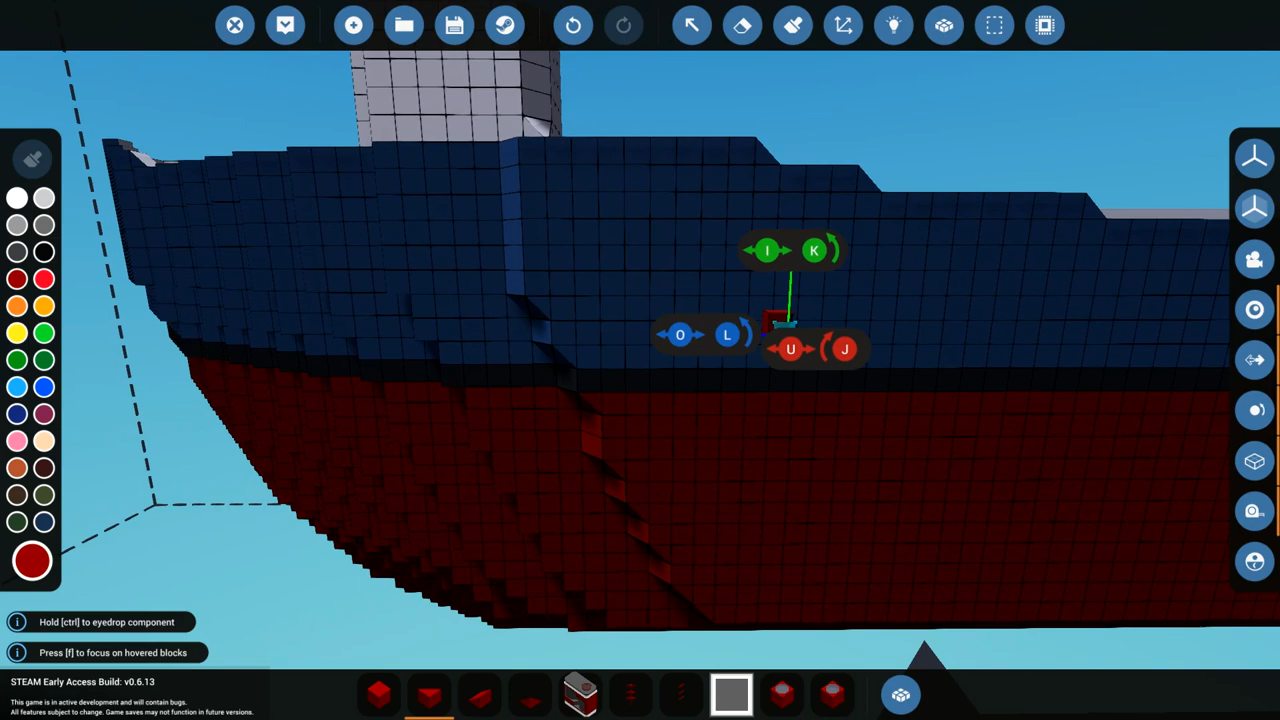 I K
O L
U J
Hold [ctrl] to eyedrop component
Press [f] to focus on hovered blocks
STEAM Early Access Build: v0.6.13
This game is in active development and will contain bugs.
All features subject to change. Game saves may not function in future versions.